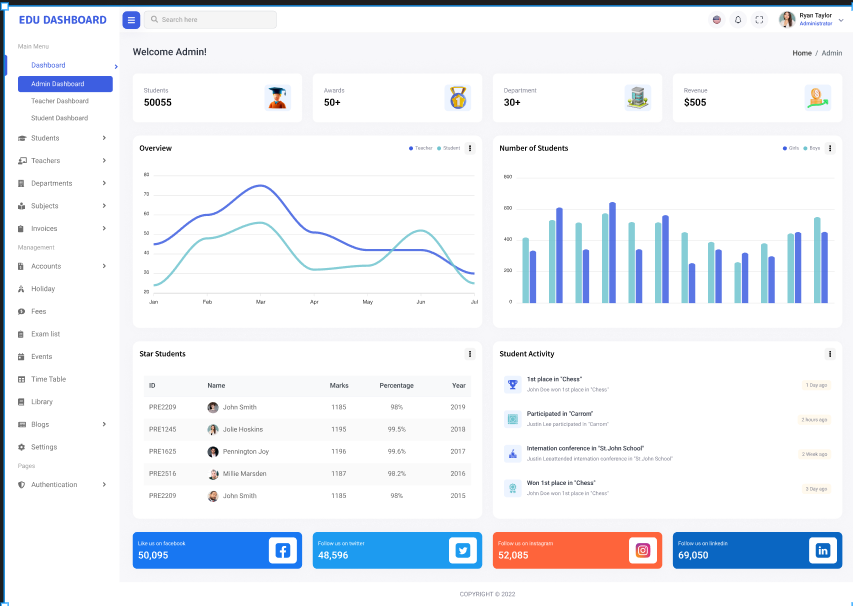 EDU DASHBOARD
Search here
Ryan Taylor
Administrator
Main Menu
Dashboard
Admin Dashboard
Teacher Dashboard
Student Dashboard
Students
Teachers
Departments
Subjects
Invoices
Management
Accounts
Holiday
Fees
Exam list
Events
Time Table
Library
Blogs
Settings
Pages
Authentication
Welcome Admin!
Home / Admin
Students
50055
Awards
50+
Department
30+
Revenue
$505
Overview
Teacher Student
80
70
60
50
40
30
20
Jan Feb Mar Apr May Jun Jul
Number of Students
Girls Boys
600
400
200
0
Star Students
ID Name Marks Percentage Year
PRE2209 John Smith 1185 98% 2019
PRE1245 Jolie Hoskins 1195 99.5% 2018
PRE1625 Pennington Joy 1196 99.6% 2017
PRE2516 Millie Marsden 1187 98.2% 2016
PRE2209 John Smith 1185 98% 2015
Student Activity
1st place in "Chess"
John Doe won 1st place in "Chess"
1 Day ago
Participated in "Carrom"
Justin Lee participated in "Carrom"
2 hours ago
Internation conference in "St.John School"
Justin Leeattended internation conference in "St.John School"
2 Week ago
Won 1st place in "Chess"
John Doe won 1st place in "Chess"
3 Day ago
Like us on facebook
50,095
Follow us on twitter
48,596
Follow us on instagram
52,085
Follow us on linkedin
69,050
COPYRIGHT © 2022